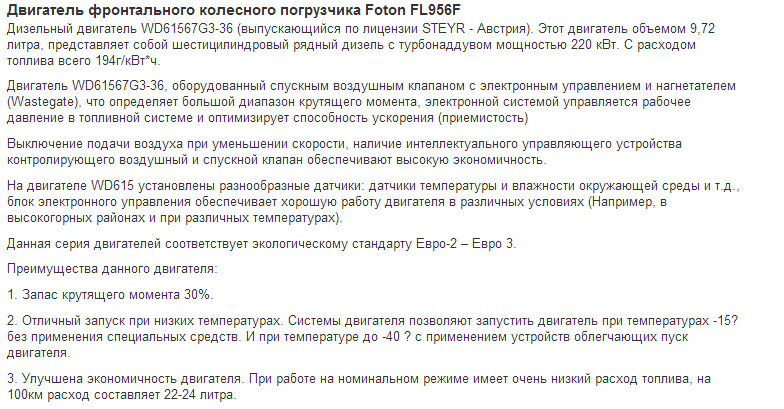 Двигатель фронтального колесного погрузчика Foton FL956F
Дизельный двигатель WD61567G3-36 (выпускающийся по лицензии STEYR - Австрия). Этот двигатель объемом 9,72
литра, представляет собой шестицилиндровый рядный дизель с турбонаддувом мощностью 220 кВт. С расходом
топлива всего 194г/кВт*ч.
Двигатель WD61567G3-36, оборудованный спускным воздушным клапаном с электронным управлением и нагнетателем
(Wastegate), что определяет большой диапазон крутящего момента, электронной системой управляется рабочее
давление в топливной системе и оптимизирует способность ускорения (приемистость)
Выключение подачи воздуха при уменьшении скорости, наличие интеллектуального управляющего устройства
контролирующего воздушный и спускной клапан обеспечивают высокую экономичность.
На двигателе WD615 установлены разнообразные датчики: датчики температуры и влажности окружающей среды и т.д.,
блок электронного управления обеспечивает хорошую работу двигателя в различных условиях (Например, в
высокогорных районах и при различных температурах).
Данная серия двигателей соответствует экологическому стандарту Евро-2 – Евро 3.
Преимущества данного двигателя:
1. Запас крутящего момента 30%.
2. Отличный запуск при низких температурах. Системы двигателя позволяют запустить двигатель при температурах -15?
без применения специальных средств. И при температуре до -40 ? с применением устройств облегчающих пуск
двигателя.
3. Улучшена экономичность двигателя. При работе на номинальном режиме имеет очень низкий расход топлива, на
100км расход составляет 22-24 литра.